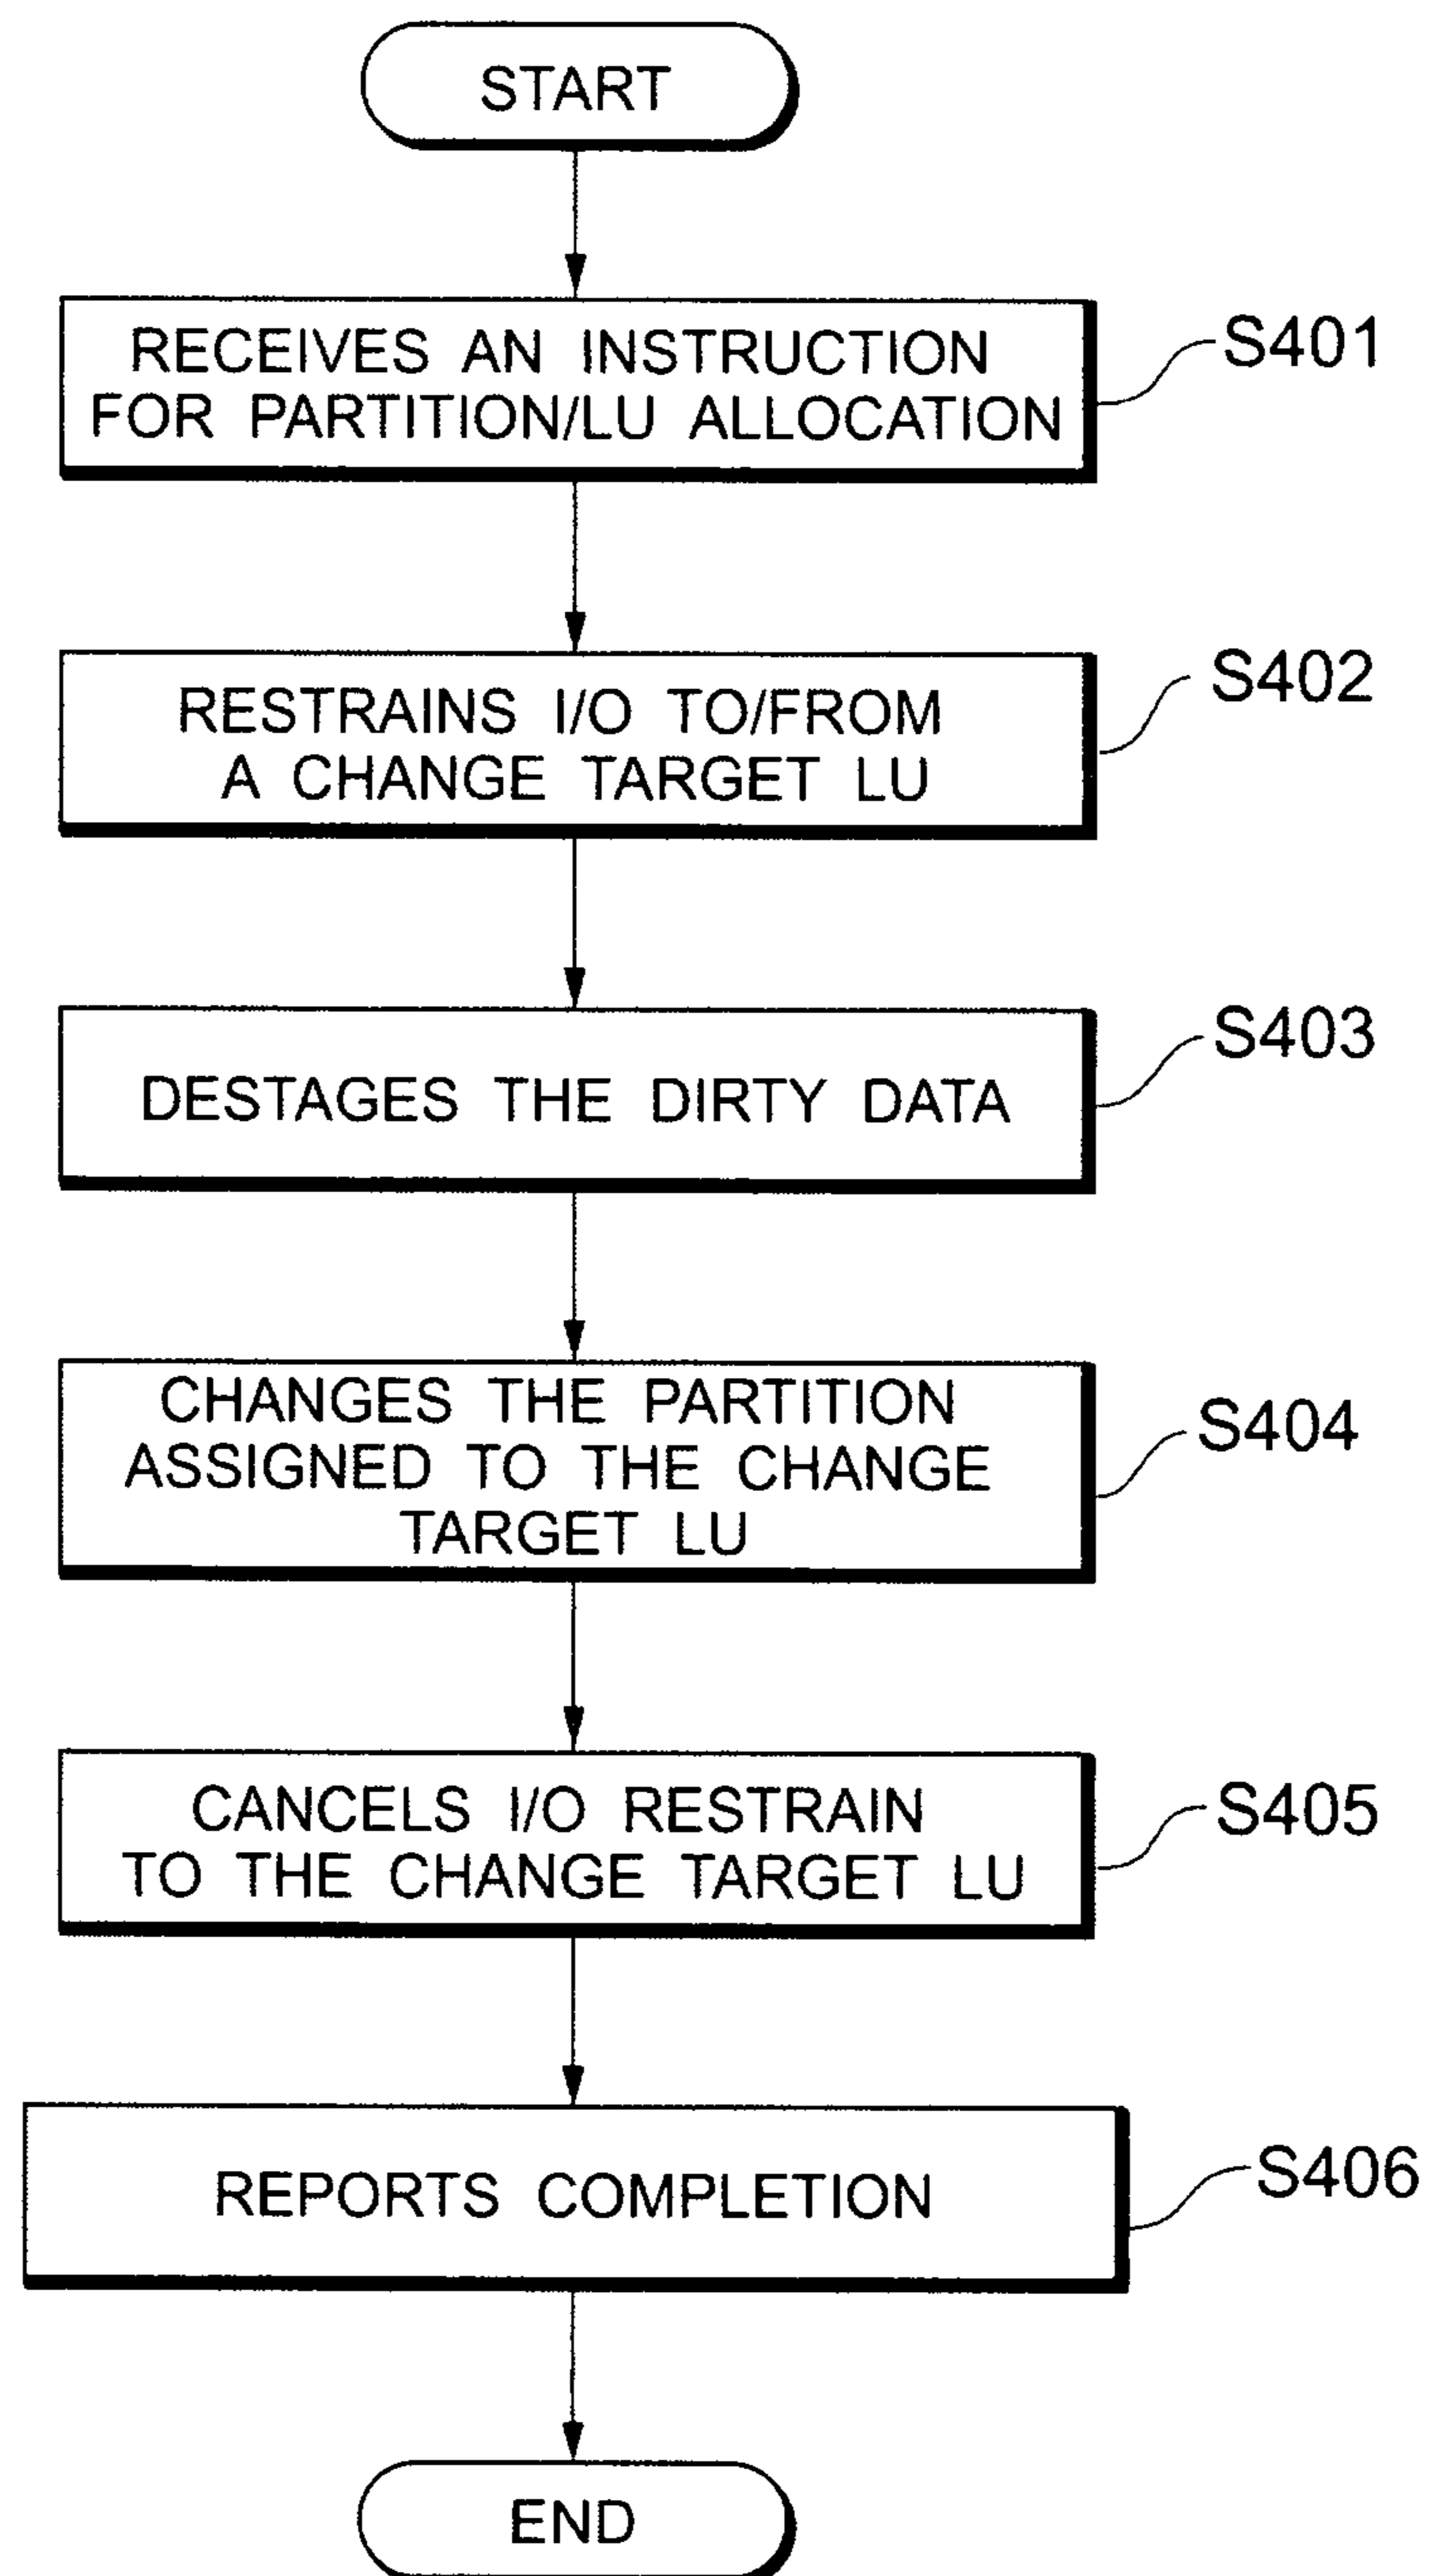 START
RECEIVES AN INSTRUCTION
FOR PARTITION/LU ALLOCATION
S401
RESTRAINS I/O TO/FROM
A CHANGE TARGET LU
S402
DESTAGES THE DIRTY DATA
S403
CHANGES THE PARTITION
ASSIGNED TO THE CHANGE
TARGET LU
S404
CANCELS I/O RESTRAIN
TO THE CHANGE TARGET LU
S405
REPORTS COMPLETION
S406
END